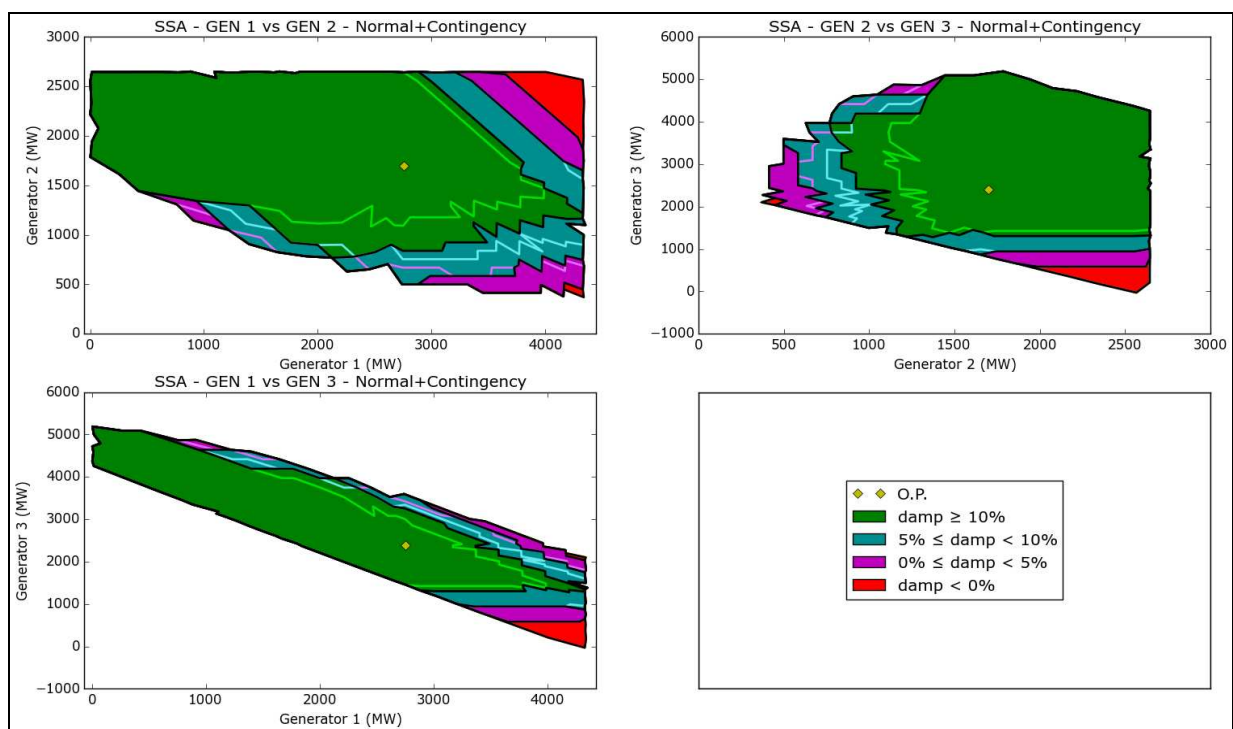 SSA - GEN 1 vs GEN 2 - Normal+Contingency
3000
2500
2000
1500
1000
500
0
Generator 2 (MW)
0 1000 2000 3000 4000
Generator 1 (MW)
SSA - GEN 2 vs GEN 3 - Normal+Contingency
6000
5000
4000
3000
2000
1000
0
−1000
Generator 3 (MW)
0 500 1000 1500 2000 2500 3000
Generator 2 (MW)
SSA - GEN 1 vs GEN 3 - Normal+Contingency
6000
5000
4000
3000
2000
1000
0
−1000
Generator 3 (MW)
0 1000 2000 3000 4000
Generator 1 (MW)
O.P.
damp ≥ 10%
5% ≤ damp < 10%
0% ≤ damp < 5%
damp < 0%